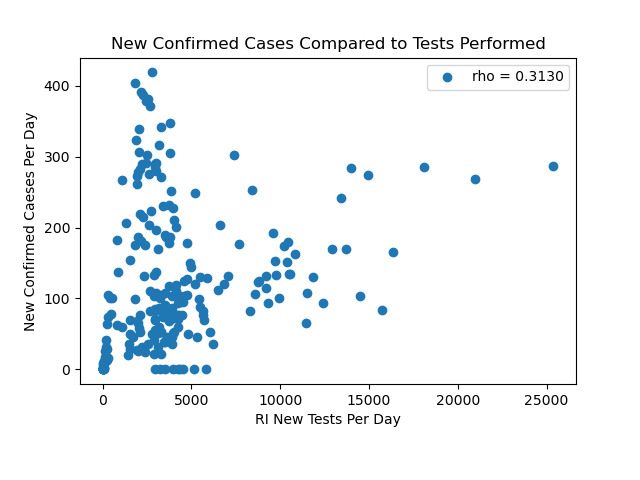 New Confirmed Cases Compared to Tests Performed
rho = 0.3130
New Confirmed Caeses Per Day
400
300
200
100
0
0 5000 10000 15000 20000 25000
RI New Tests Per Day